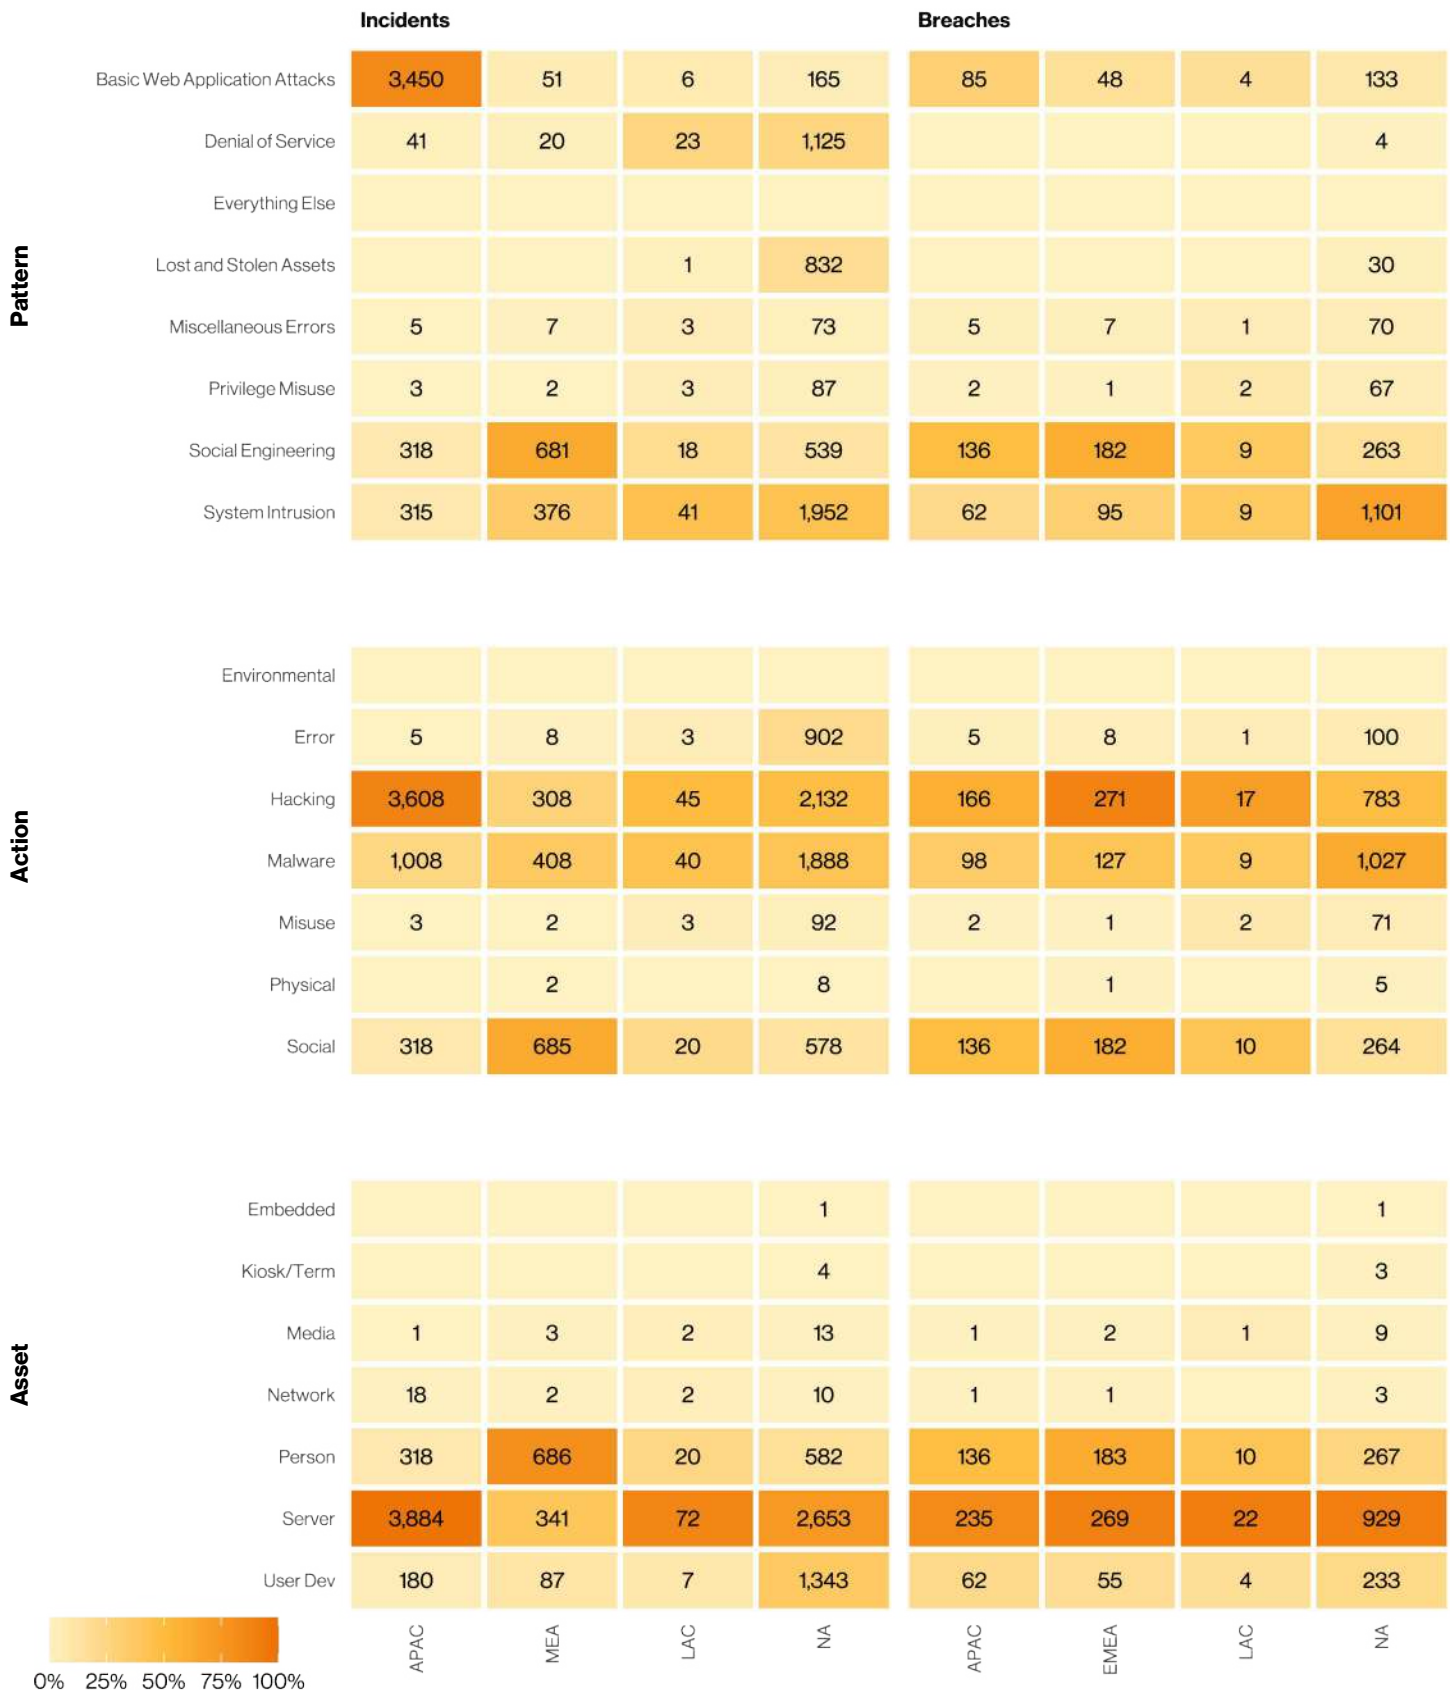 Incidents Breaches
Pattern
Basic Web Application Attacks 3,450 51 6 165 85 48 4 133
Denial of Service 41 20 23 1,125 4
Everything Else
Lost and Stolen Assets 1 832 30
Miscellaneous Errors 5 7 3 73 5 7 1 70
Privilege Misuse 3 2 3 87 2 1 2 67
Social Engineering 318 681 18 539 136 182 9 263
System Intrusion 315 376 41 1,952 62 95 9 1,101
Action
Environmental
Error 5 8 3 902 5 8 1 100
Hacking 3,608 308 45 2,132 166 271 17 783
Malware 1,008 408 40 1,888 98 127 9 1,027
Misuse 3 2 3 92 2 1 2 71
Physical 2 8 1 5
Social 318 685 20 578 136 182 10 264
Asset
Embedded 1 1
Kiosk/Term 4 3
Media 1 3 2 13 1 2 1 9
Network 18 2 2 10 1 1 3
Person 318 686 20 582 136 183 10 267
Server 3,884 341 72 2,653 235 269 22 929
User Dev 180 87 7 1,343 62 55 4 233
APAC MEA LAC NA APAC EMEA LAC NA
0% 25% 50% 75% 100%